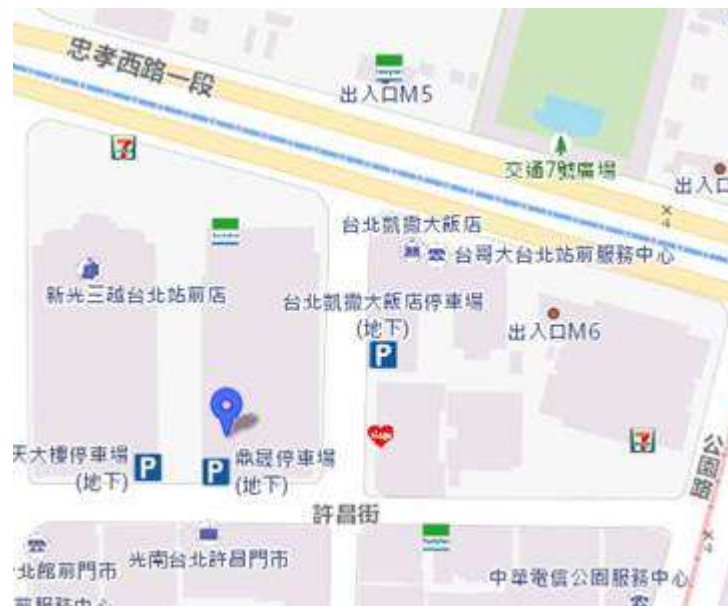 忠孝西路一段
出入口M5
交通7號廣場
出入口
台北凱撒大飯店
台哥大台北站前服務中心
新光三越台北站前店
台北凱撒大飯店停車場
(地下)
出入口M6
P
天大樓停車場
(地下)
P
P
鼎晟停車場
(地下)
公園路
許昌街
光南台北許昌門市
北館前門市
中華電信公園服務中心
前服務中心